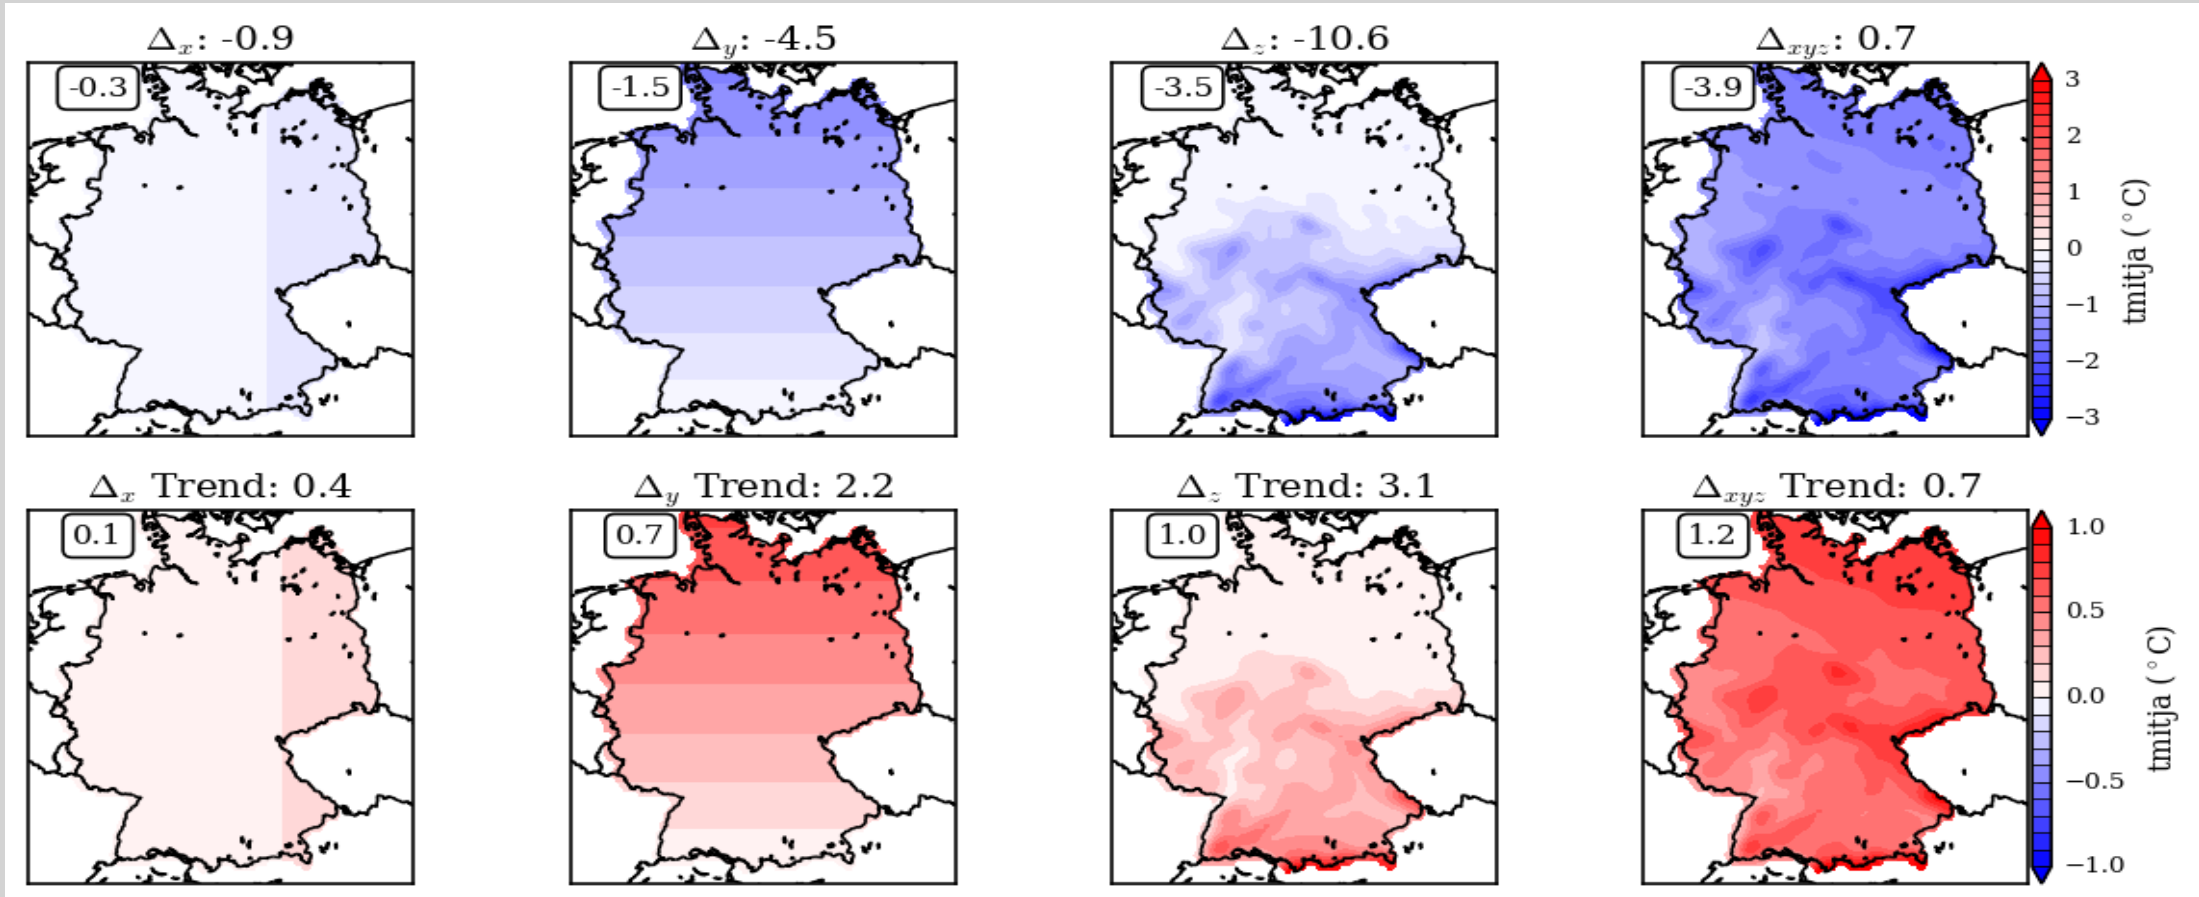 Δx: -0.9
-0.3
Δy: -4.5
-1.5
Δz: -10.6
-3.5
Δxyz: 0.7
-3.9
3
2
1
0
−1
−2
−3
tmitja (°C)
Δx Trend: 0.4
0.1
Δy Trend: 2.2
0.7
Δz Trend: 3.1
1.0
Δxyz Trend: 0.7
1.2
1.0
0.5
0.0
−0.5
−1.0
tmitja (°C)